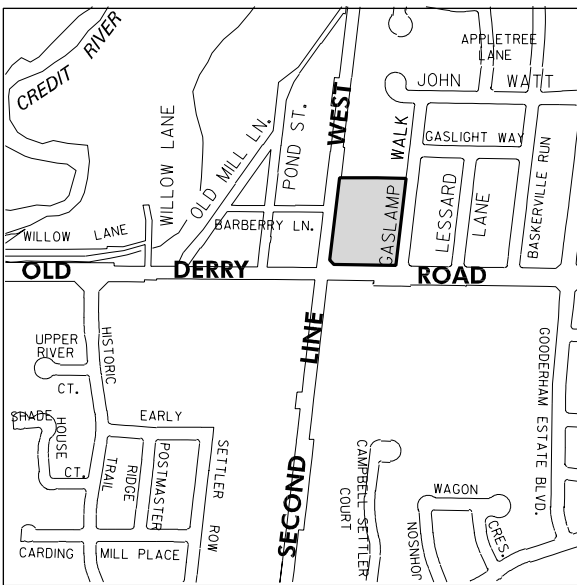 CREDIT RIVER
APPLETREE
LANE
JOHN WATT
WILLOW LANE
OLD MILL LN.
POND ST.
WEST
WALK
GASLAMP
GASLIGHT WAY
LESSARD
LANE
BASKERVILLE RUN
BARBERRY LN.
WILLOW LANE
OLD DERRY ROAD
UPPER
RIVER
CT.
HISTORIC
TRAIL
LINE
SECOND
GOODERHAM ESTATE BLVD.
SHADE
HOUSE
CT.
EARLY
SETTLER
ROW
RIDGE
POSTMASTER
CAMPBELL SETTLER
COURT
WAGON
CRES.
JOHNSON
CARDING
MILL PLACE